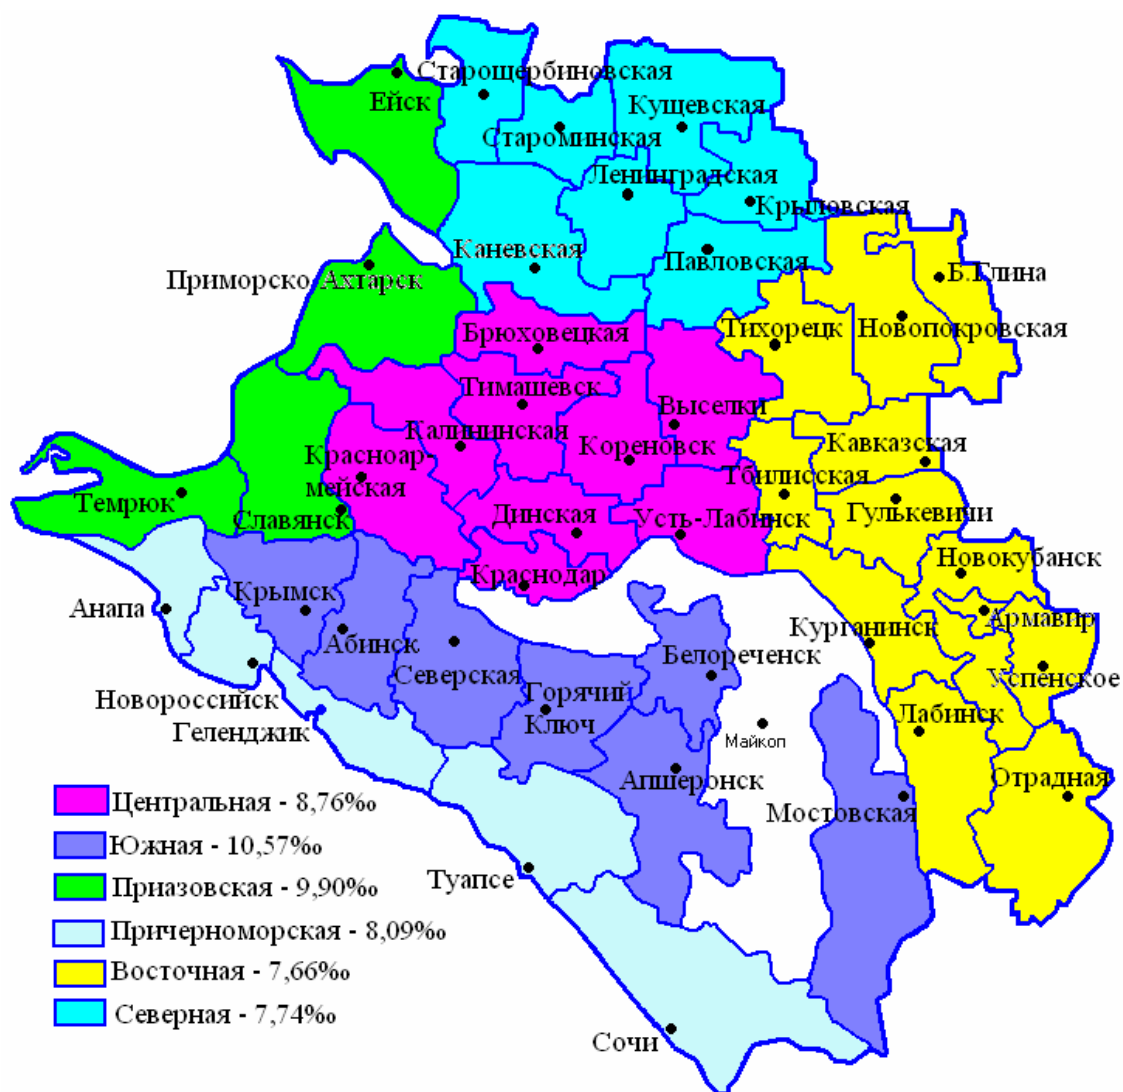 Старощербиновская
Ейск
Кущевская
Староминская
Ленинградская
Крыловская
Каневская
Павловская
Б.Глина
Приморско-Ахтарск
Тихорецк
Новопокровская
Брюховецкая
Тимашевск
Выселки
Калининская
Кореновск
Кавказская
Красноар-
мейская
Тбилисская
Темрюк
Славянск
Динская
Усть-Лабинск
Гулькевичи
Краснодар
Новокубанск
Анапа
Крымск
Абинск
Северская
Курганинск
Армавир
Белореченск
Успенское
Новороссийск
Горячий
Ключ
Геленджик
Лабинск
Майкоп
Апшеронск
Отрадная
Мостовская
Туапсе
Сочи
Центральная - 8,76‰
Южная - 10,57‰
Приазовская - 9,90‰
Причерноморская - 8,09‰
Восточная - 7,66‰
Северная - 7,74‰